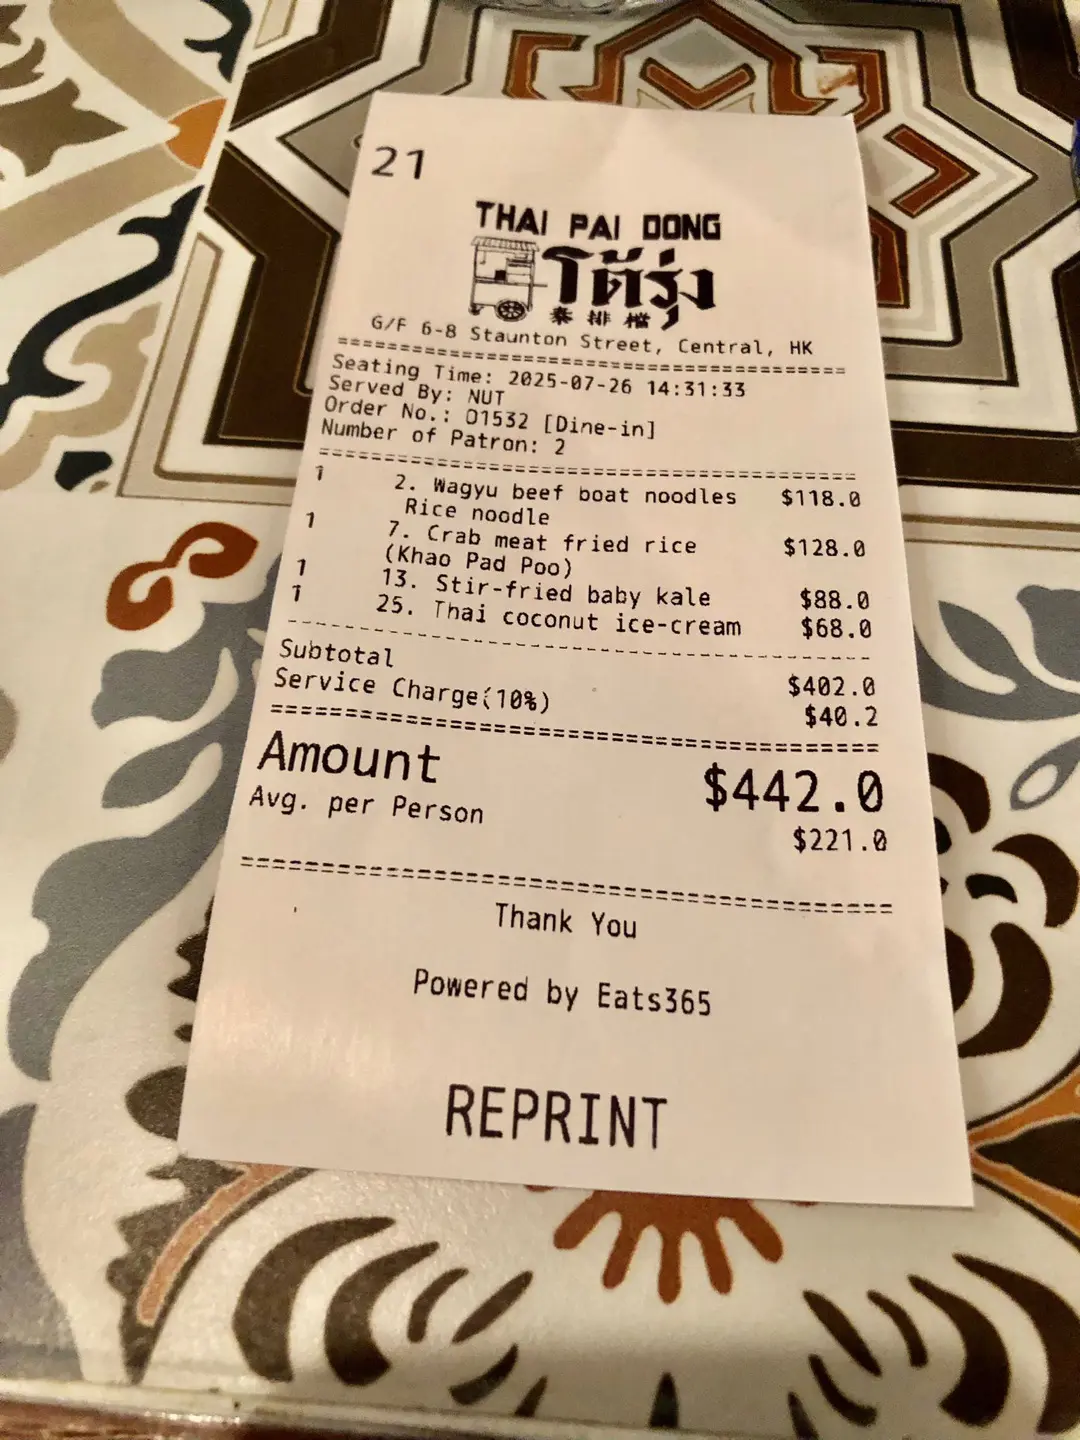 21
THAI PAI DONG
โต้รุ่ง
泰排檔
G/F 6-8 Staunton Street, Central, HK
Seating Time: 2025-07-26 14:31:33
Served By: NUT
Order No.: 01532 [Dine-in]
Number of Patron: 2
1 2. Wagyu beef boat noodles $118.0
Rice noodle
1 7. Crab meat fried rice $128.0
(Khao Pad Poo)
1 13. Stir-fried baby kale $88.0
1 25. Thai coconut ice-cream $68.0
Subtotal $402.0
Service Charge(10%) $40.2
Amount $442.0
Avg. per Person $221.0
Thank You
Powered by Eats365
REPRINT